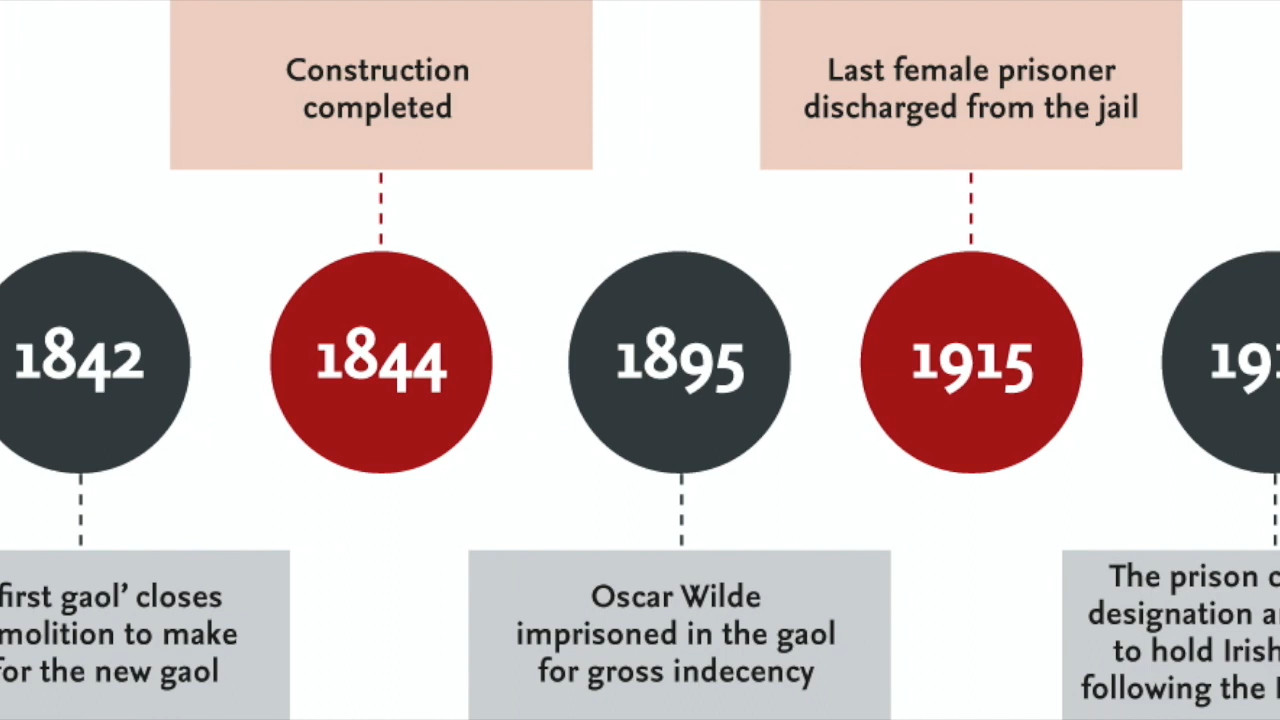 Construction
completed
Last female prisoner
discharged from the jail
1842
1844
1895
1915
first gaol’ closes
to make
the new gaol
Oscar Wilde
imprisoned in the gaol
for gross indecency
The prison
designation
to hold Irish
following the